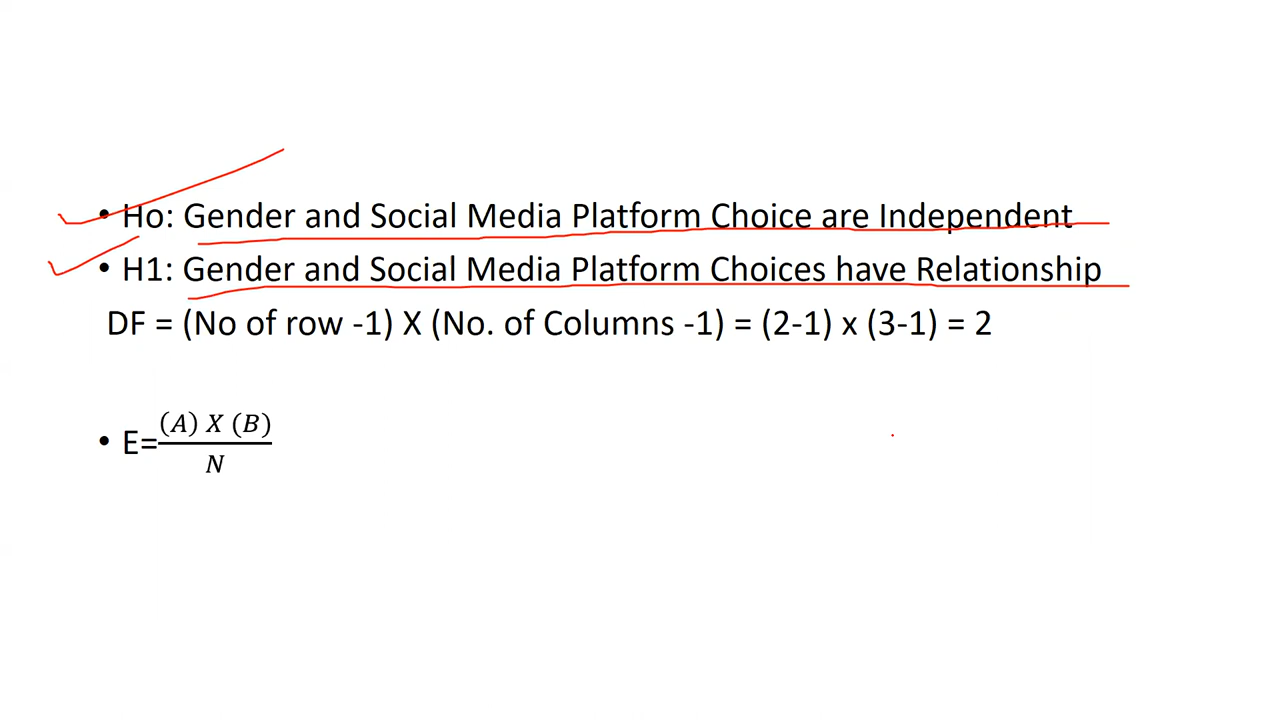 • Ho: Gender and Social Media Platform Choice are Independent
• H1: Gender and Social Media Platform Choices have Relationship
DF = (No of row -1) X (No. of Columns -1) = (2-1) x (3-1) = 2
• E=\frac{(A) X (B)}{N}